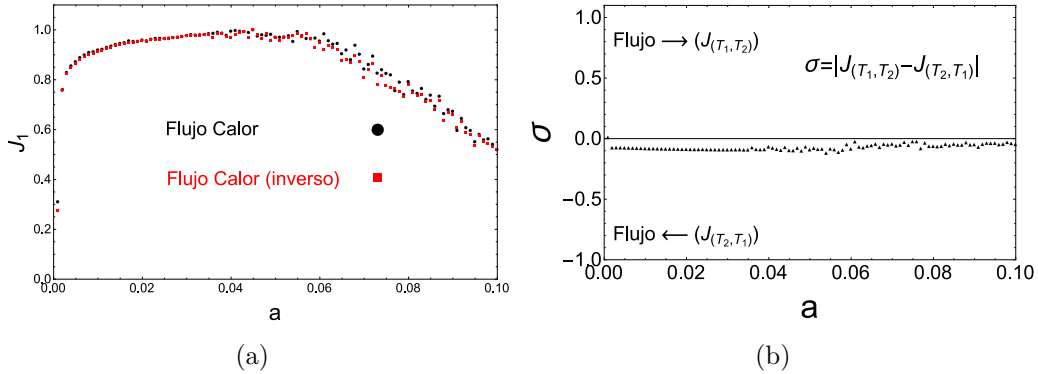 1.0
0.8
0.6
0.4
0.2
0.0
J₁
Flujo Calor
Flujo Calor (inverso)
0.00 0.02 0.04 0.06 0.08 0.10
a
(a)
1.0
0.5
0.0
−0.5
−1.0
σ
Flujo ⟶ (J(T₁,T₂))
σ=|J(T₁,T₂)−J(T₂,T₁)|
Flujo ⟵ (J(T₂,T₁))
0.00 0.02 0.04 0.06 0.08 0.10
a
(b)